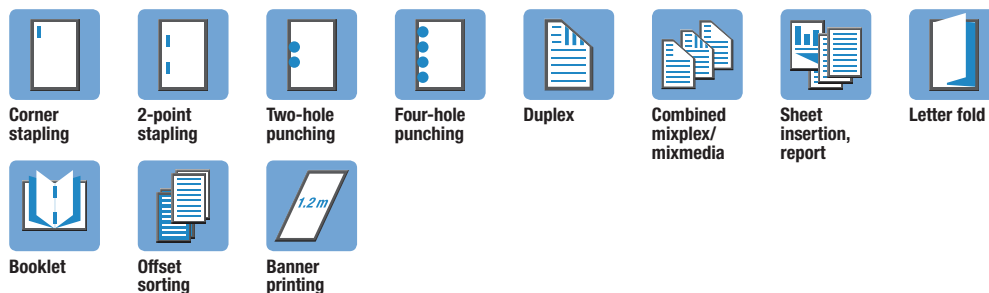 Corner
stapling
2-point
stapling
Two-hole
punching
Four-hole
punching
Duplex
Combined
mixplex/
mixmedia
Sheet
insertion,
report
Letter fold
Booklet
Offset
sorting
1.2 m
Banner
printing